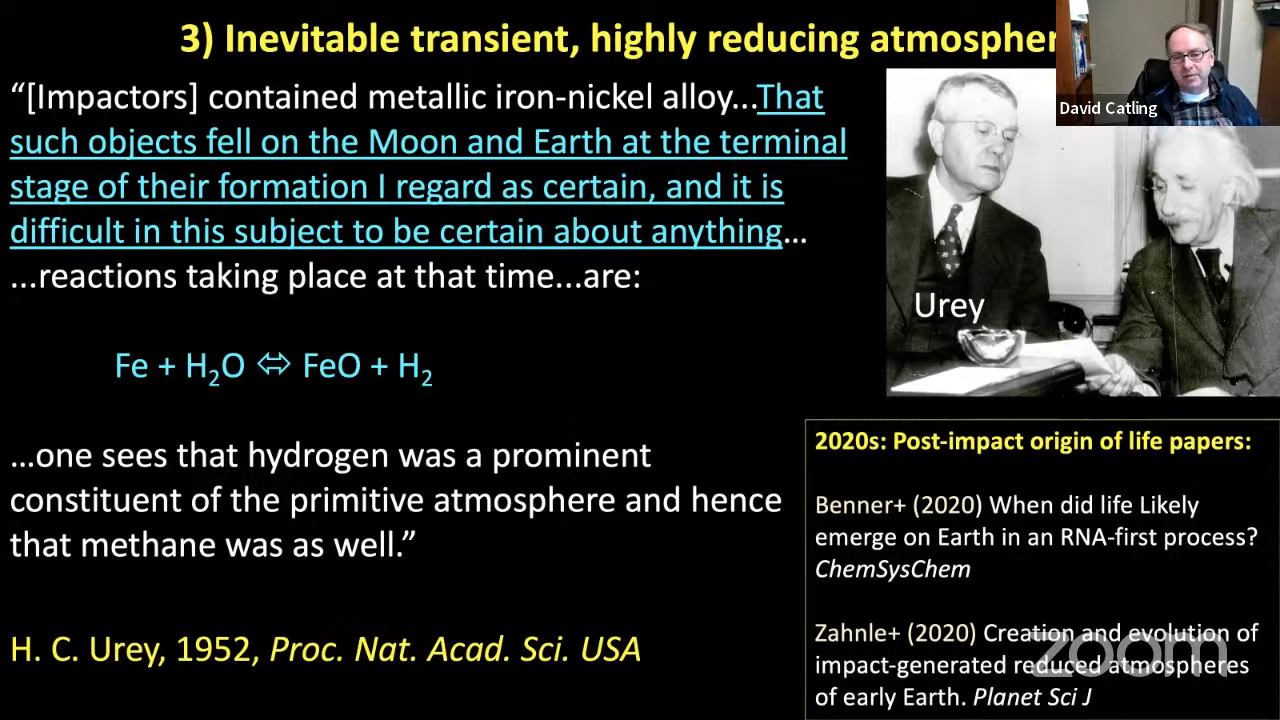 3) Inevitable transient, highly reducing
David Catling
“[Impactors] contained metallic iron-nickel alloy...That
such objects fell on the Moon and Earth at the terminal
stage of their formation I regard as certain, and it is
difficult in this subject to be certain about anything...
...reactions taking place at that time...are:
Fe + H₂O ⬄ FeO + H₂
...one sees that hydrogen was a prominent
constituent of the primitive atmosphere and hence
that methane was as well.”
H. C. Urey, 1952, Proc. Nat. Acad. Sci. USA
Urey
2020s: Post-impact origin of life papers:
Benner+ (2020) When did life Likely
emerge on Earth in an RNA-first process?
ChemSysChem
Zahnle+ (2020) Creation and evolution of
impact-generated reduced atmospheres
of early Earth. Planet Sci J
zoom